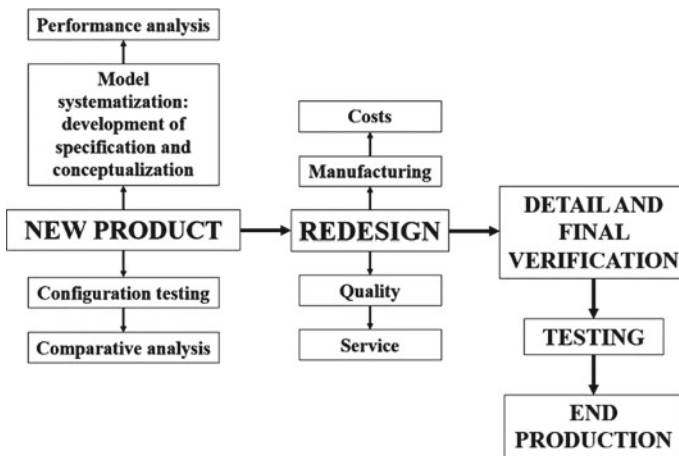 Performance analysis
Model
systematization:
development of
specification and
conceptualization
NEW PRODUCT
Configuration testing
Comparative analysis
Costs
Manufacturing
REDESIGN
Quality
Service
DETAIL AND
FINAL
VERIFICATION
TESTING
END
PRODUCTION